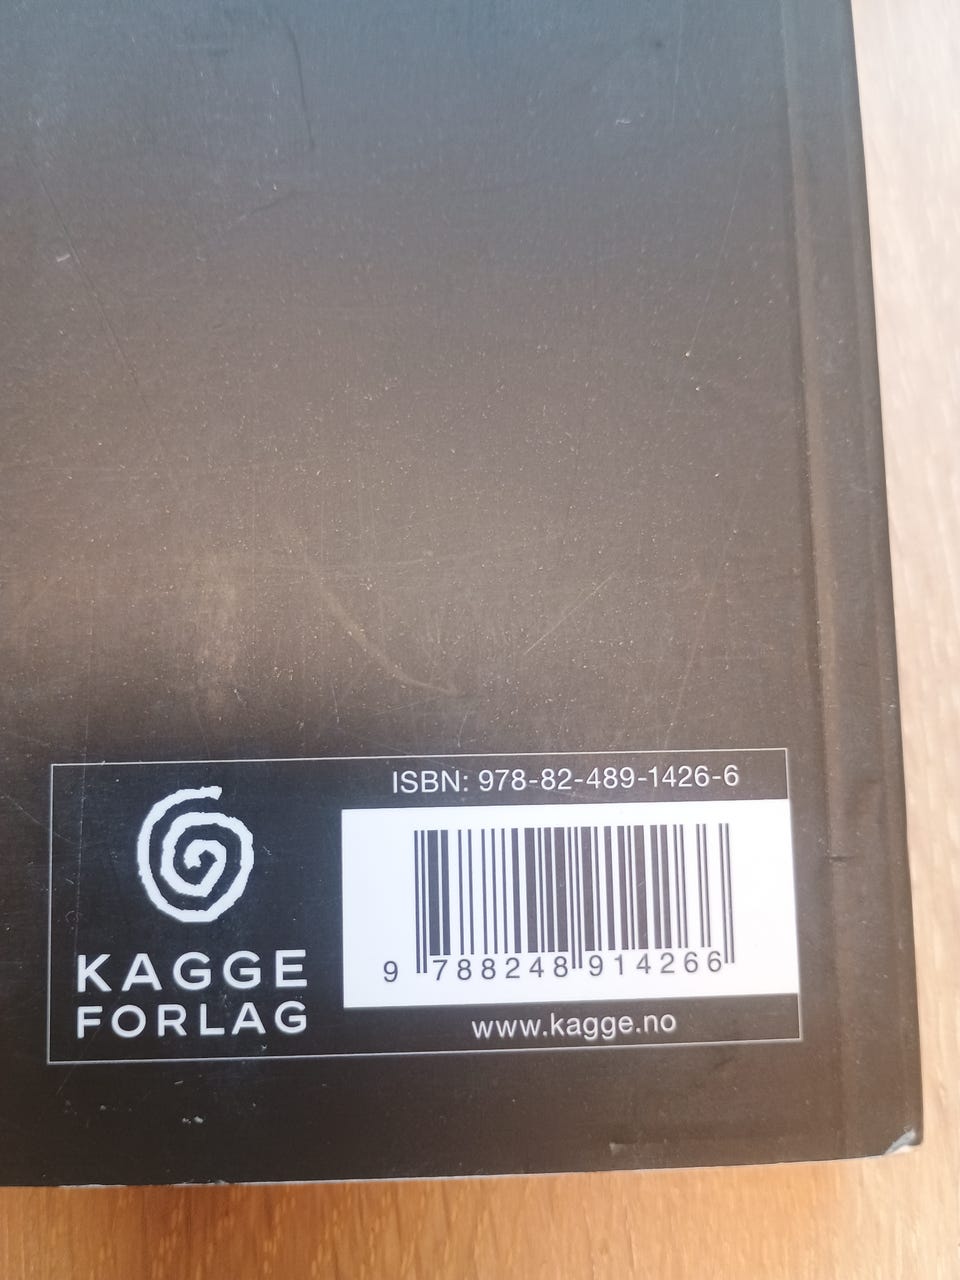 ISBN: 978-82-489-1426-6
9 788248 914266
KAGGE
FORLAG
www.kagge.no